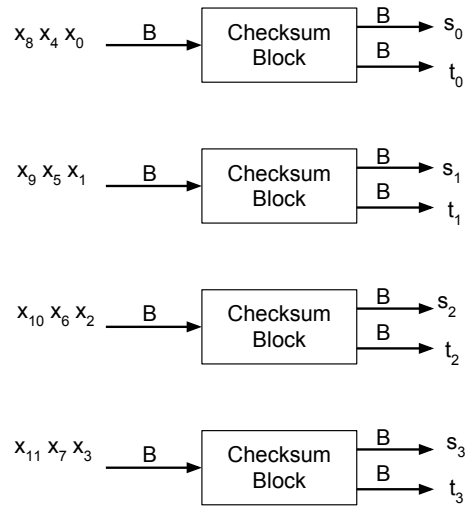 x₈ x₄ x₀ B Checksum Block B s₀
B t₀
x₉ x₅ x₁ B Checksum Block B s₁
B t₁
x₁₀ x₆ x₂ B Checksum Block B s₂
B t₂
x₁₁ x₇ x₃ B Checksum Block B s₃
B t₃